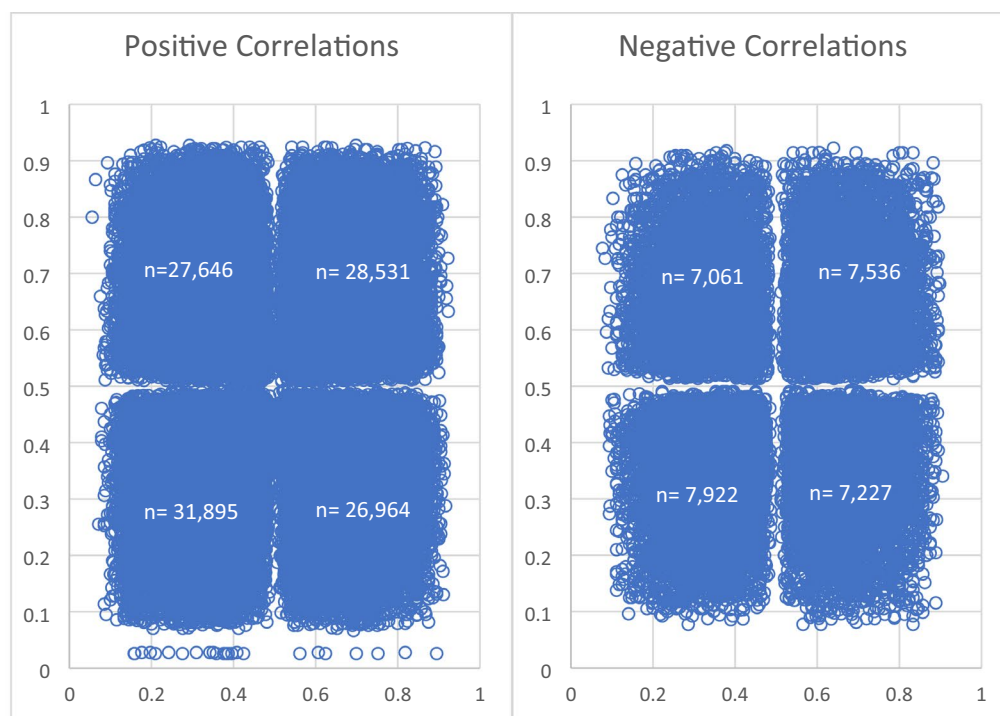 Positive Correlations
1
0.9
0.8
0.7
0.6
0.5
0.4
0.3
0.2
0.1
0
n=27,646
n= 28,531
n= 31,895
n= 26,964
0 0.2 0.4 0.6 0.8 1
Negative Correlations
1
0.9
0.8
0.7
0.6
0.5
0.4
0.3
0.2
0.1
0
n= 7,061
n= 7,536
n= 7,922
n= 7,227
0 0.2 0.4 0.6 0.8 1